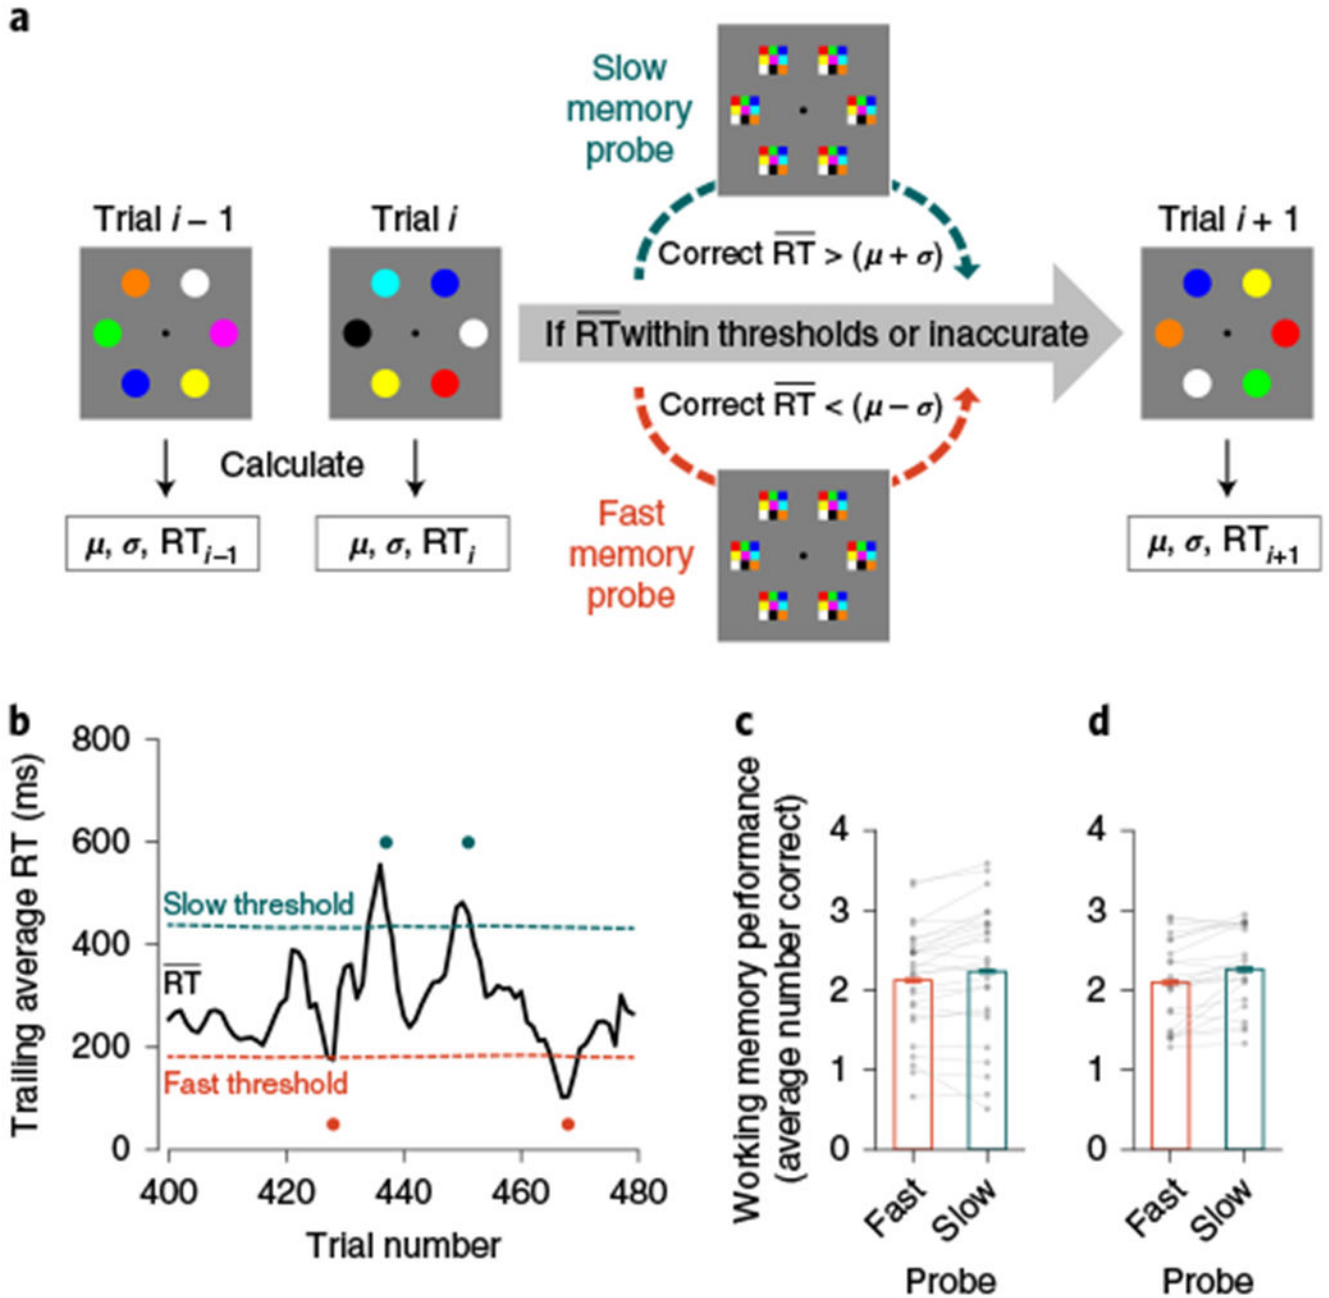 a
Slow
memory
probe
Trial i − 1
Trial i
Trial i + 1
Correct RT > (μ + σ)
If RT within thresholds or inaccurate
Correct RT < (μ − σ)
Calculate
μ, σ, RTi−1
μ, σ, RTi
μ, σ, RTi+1
Fast
memory
probe
b
Trailing average RT (ms)
800
600
400
200
0
Slow threshold
RT
Fast threshold
400
420
440
460
480
Trial number
c
Working memory performance
(average number correct)
4
3
2
1
0
Fast
Slow
Probe
d
4
3
2
1
0
Fast
Slow
Probe